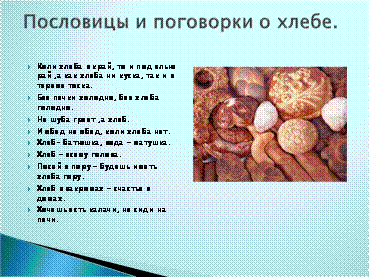 Пословицы и поговорки о хлебе.
Коли хлеба край, то и под елью
рай, а как хлеба ни куска, так и в
тереме тоска.
Без печки холодно, без хлеба
голодно.
Не шуба греет, а хлеб.
И обед не обед, коли хлеба нет.
Хлеб – батюшка, вода – матушка.
Хлеб – всему голова.
Посей в пору – будешь иметь
хлеба гору.
Хлеб в закромах – счастье в
домах.
Хочешь есть калачи, не сиди на
печи.